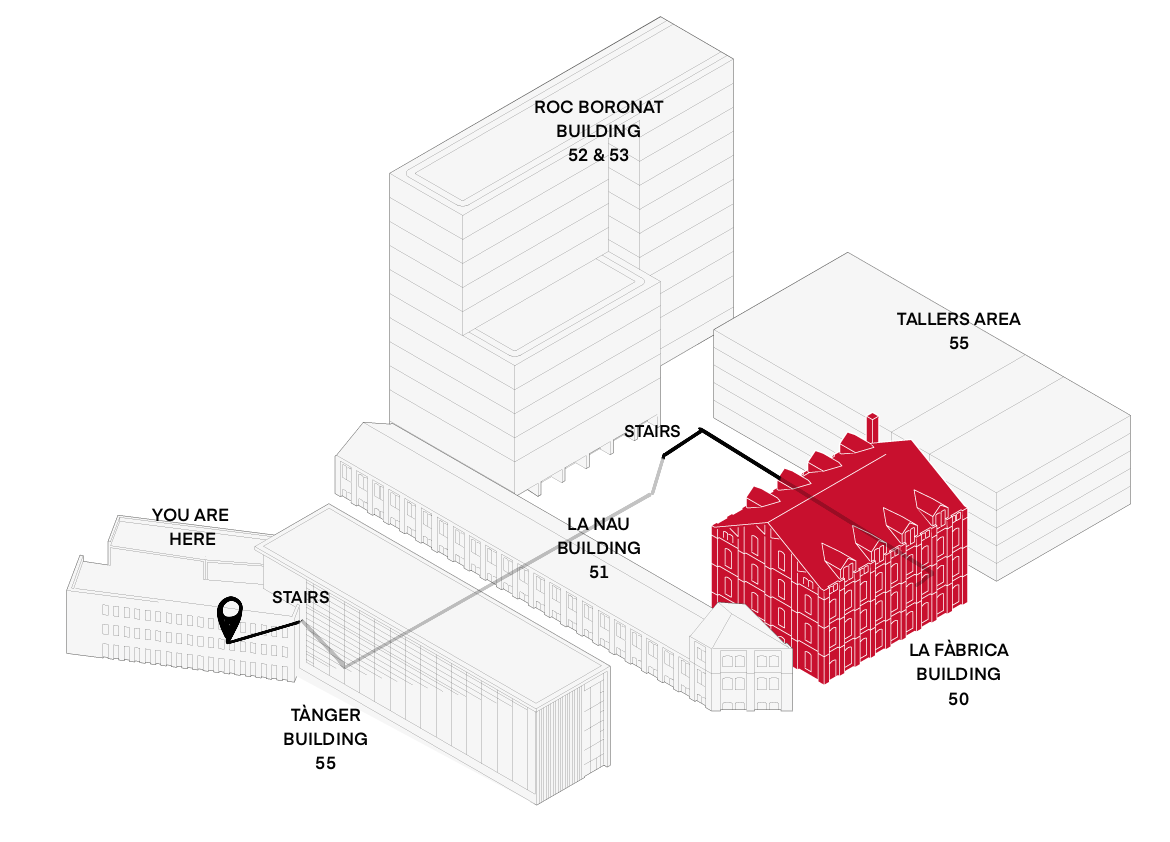 ROC BORONAT
BUILDING
52 & 53
TALLERS AREA
55
STAIRS
YOU ARE
HERE
LA NAU
BUILDING
51
STAIRS
LA FÀBRICA
BUILDING
50
TÀNGER
BUILDING
55